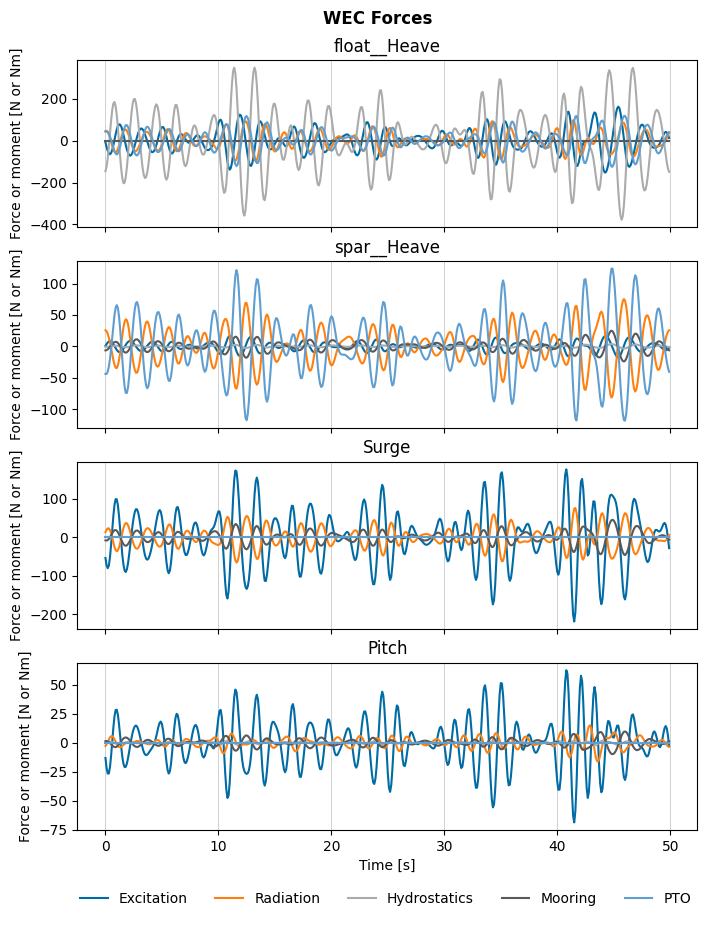 WEC Forces
float__Heave
Force or moment [N or Nm]
200
0
−200
−400
spar__Heave
Force or moment [N or Nm]
100
50
0
−50
−100
Surge
Force or moment [N or Nm]
100
0
−100
−200
Pitch
Force or moment [N or Nm]
50
25
0
−25
−50
−75
0 10 20 30 40 50
Time [s]
Excitation Radiation Hydrostatics Mooring PTO